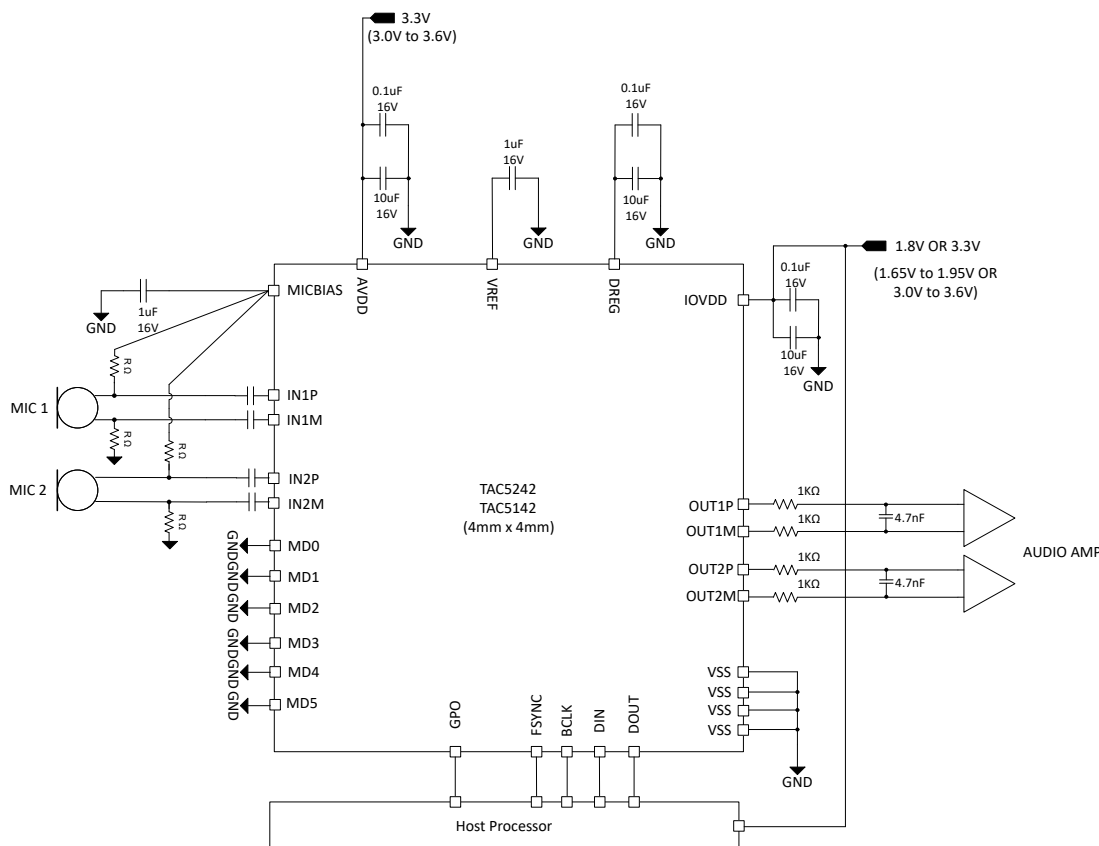 3.3V
(3.0V to 3.6V)
0.1uF
16V
10uF
16V
GND
1uF
16V
GND
0.1uF
16V
10uF
16V
GND
1.8V OR 3.3V
(1.65V to 1.95V OR
3.0V to 3.6V)
0.1uF
16V
10uF
16V
GND
AVDD
VREF
DREG
IOVDD
MICBIAS
1uF
16V
GND
RΩ
RΩ
RΩ
RΩ
MIC 1
MIC 2
IN1P
IN1M
IN2P
IN2M
TAC5242
TAC5142
(4mm x 4mm)
GND
MD0
GND
MD1
GND
MD2
GND
MD3
GND
MD4
GND
MD5
OUT1P
1KΩ
OUT1M
1KΩ
4.7nF
OUT2P
1KΩ
OUT2M
1KΩ
4.7nF
AUDIO AMP
VSS
VSS
VSS
VSS
GND
GPO
FSYNC
BCLK
DIN
DOUT
Host Processor